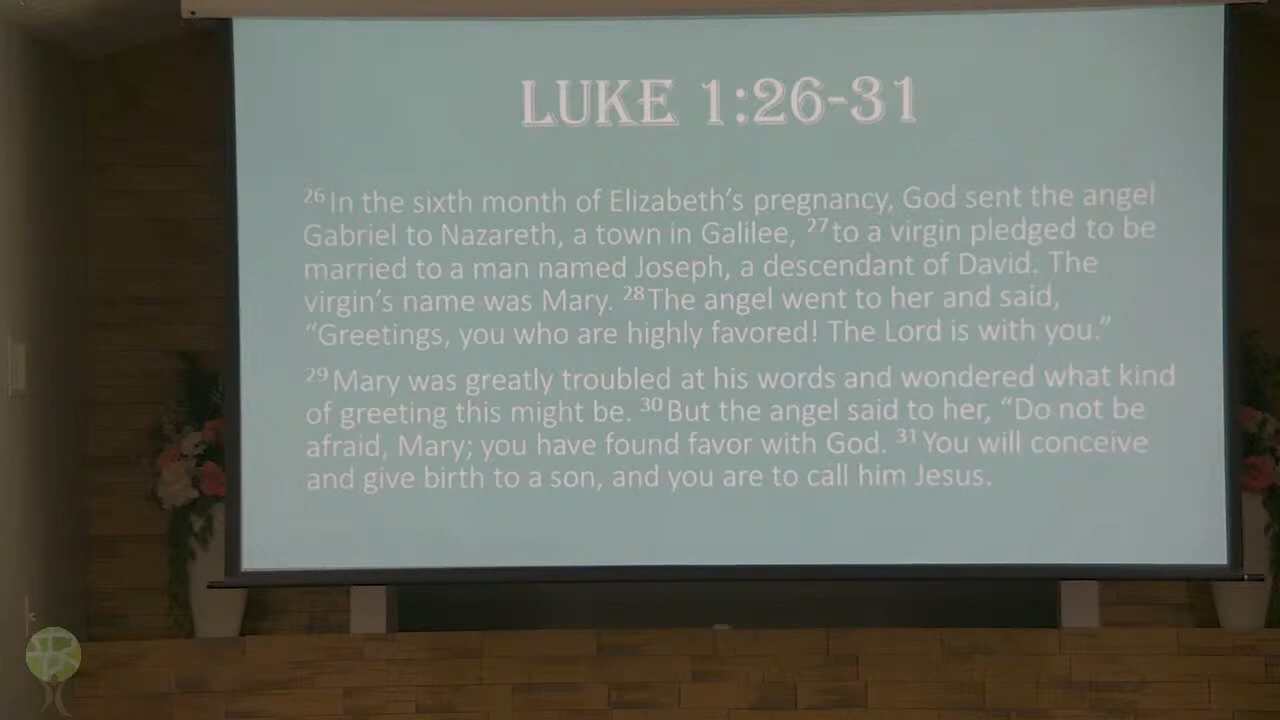 LUKE 1:26-31
26 In the sixth month of Elizabeth's pregnancy, God sent the angel
Gabriel to Nazareth, a town in Galilee, 27 to a virgin pledged to be
married to a man named Joseph, a descendant of David. The
virgin's name was Mary. 28 The angel went to her and said,
“Greetings, you who are highly favored! The Lord is with you.”
29 Mary was greatly troubled at his words and wondered what kind
of greeting this might be. 30 But the angel said to her, “Do not be
afraid, Mary; you have found favor with God. 31 You will conceive
and give birth to a son, and you are to call him Jesus.